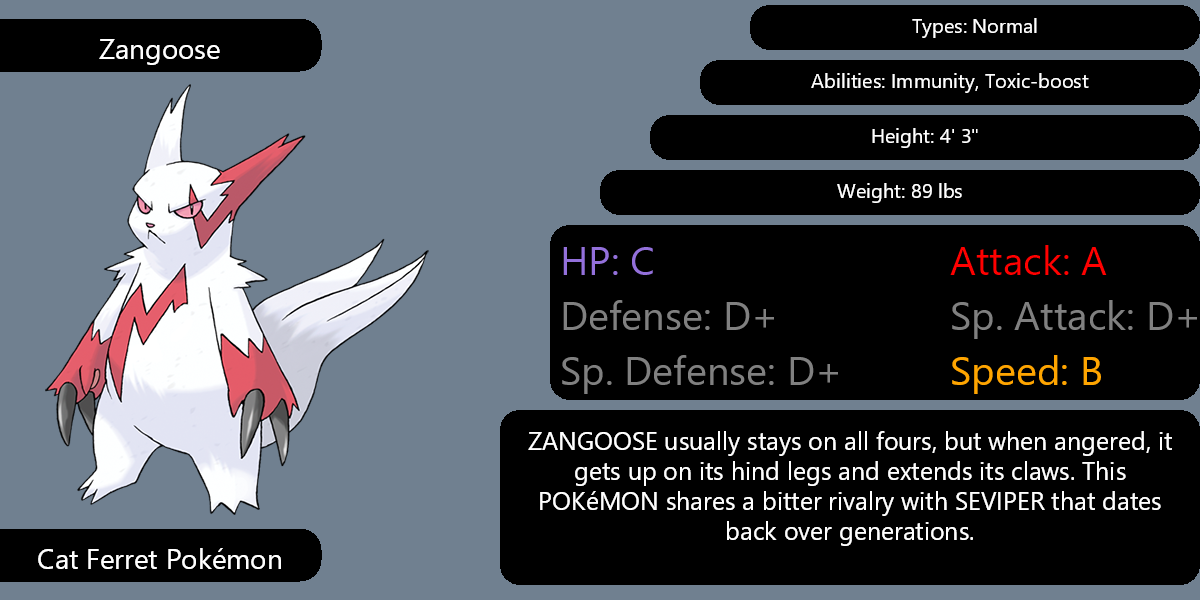 Zangoose
Types: Normal
Abilities: Immunity, Toxic-boost
Height: 4' 3"
Weight: 89 lbs
HP: C
Attack: A
Defense: D+
Sp. Attack: D+
Sp. Defense: D+
Speed: B
ZANGOOSE usually stays on all fours, but when angered, it
gets up on its hind legs and extends its claws. This
POKéMON shares a bitter rivalry with SEVIPER that dates
back over generations.
Cat Ferret Pokémon